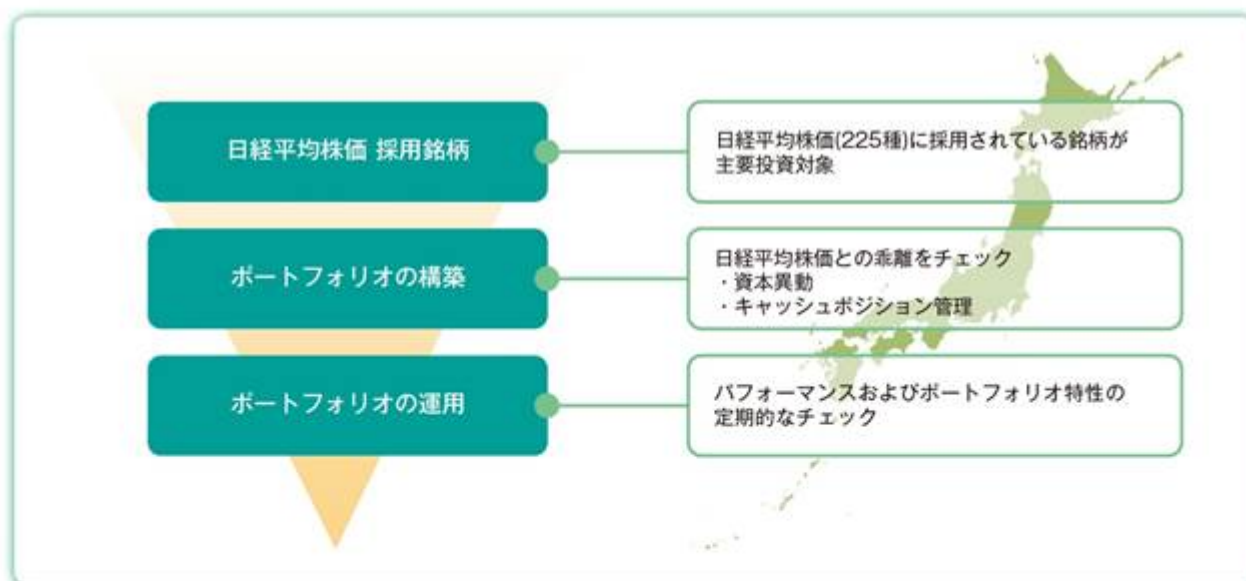 日経平均株価 採用銘柄
日経平均株価(225種)に採用されている銘柄が
主要投資対象
ポートフォリオの構築
日経平均株価との乖離をチェック
・資本異動
・キャッシュポジション管理
ポートフォリオの運用
パフォーマンスおよびポートフォリオ特性の
定期的なチェック